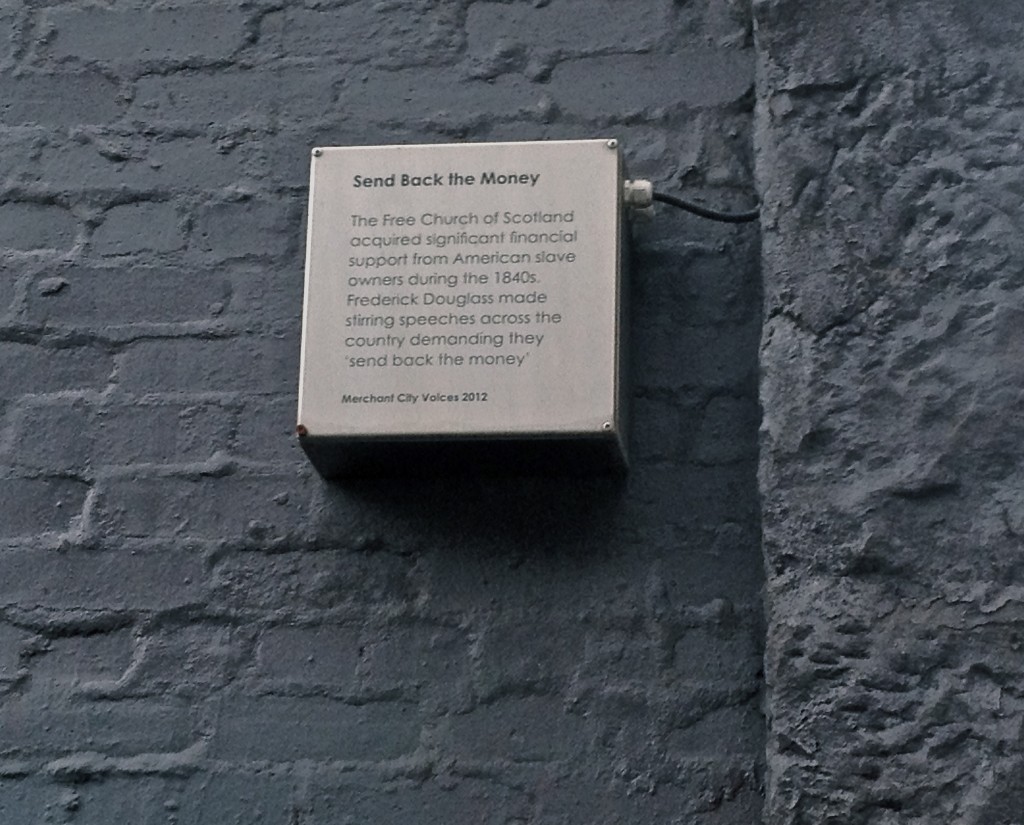 Send Back the Money
The Free Church of Scotland
acquired significant financial
support from American slave
owners during the 1840s.
Frederick Douglass made
stirring speeches across the
country demanding they
‘send back the money’
Merchant City Voices 2012